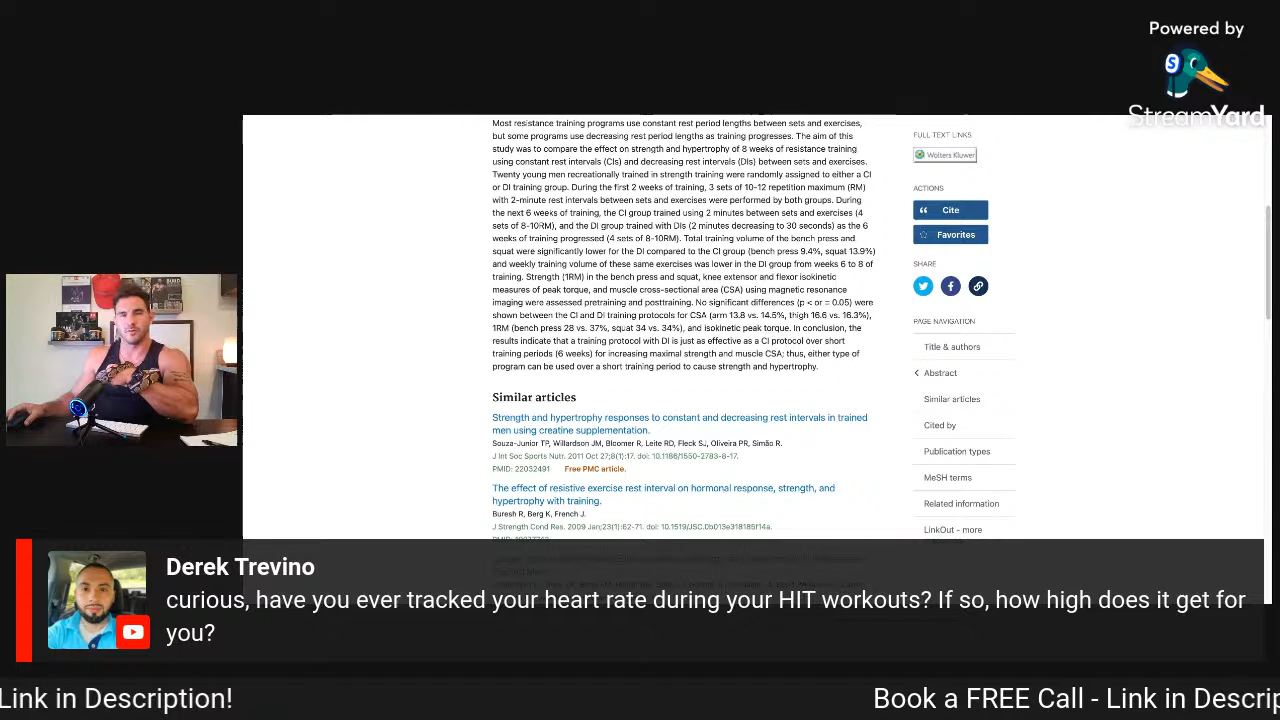 Powered by
StreamYard
Most resistance training programs use constant rest period lengths between sets and exercises,
but some programs use decreasing rest period lengths as training progresses. The aim of this
study was to compare the effect on strength and hypertrophy of 8 weeks of resistance training
using constant rest intervals (CIs) and decreasing rest intervals (DIs) between sets and exercises.
Twenty young men recreationally trained in strength training were randomly assigned to either a CI
or DI training group. During the first 2 weeks of training, 3 sets of 10-12 repetition maximum (RM)
with 2-minute rest intervals between sets and exercises were performed by both groups. During
the next 6 weeks of training, the CI group trained using 2 minutes between sets and exercises (4
sets of 8-10RM), and the DI group trained with DIs (2 minutes decreasing to 30 seconds) as the 6
weeks of training progressed (4 sets of 8-10RM). Total training volume of the bench press and
squat were significantly lower for the DI compared to the CI group (bench press 9.4%, squat 13.9%)
and weekly training volume of these same exercises was lower in the DI group from weeks 6 to 8 of
training. Strength (1RM) in the bench press and squat, knee extensor and flexor isokinetic
measures of peak torque, and muscle cross-sectional area (CSA) using magnetic resonance
imaging were assessed pretraining and posttraining. No significant differences (p < or = 0.05) were
shown between the CI and DI training protocols for CSA (arm 13.8 vs. 14.5%, thigh 16.6 vs. 16.3%),
1RM (bench press 28 vs. 37%, squat 34 vs. 34%), and isokinetic peak torque. In conclusion, the
results indicate that a training protocol with DI is just as effective as a CI protocol over short
training periods (6 weeks) for increasing maximal strength and muscle CSA; thus, either type of
program can be used over a short training period to cause strength and hypertrophy.
Similar articles
Strength and hypertrophy responses to constant and decreasing rest intervals in trained
men using creatine supplementation.
Souza-Junior TP, Willardson JM, Bloomer R, Leite RD, Fleck SJ, Oliveira PR, Simão R.
J Int Soc Sports Nutr. 2011 Oct 27;8(1):17. doi: 10.1186/1550-2783-8-17.
PMID: 22032491 Free PMC article.
The effect of resistive exercise rest interval on hormonal response, strength, and
hypertrophy with training.
Buresh R, Berg K, French J.
J Strength Cond Res. 2009 Jan;23(1):62-71. doi: 10.1519/JSC.0b013e318185f14a.
FULL TEXT LINKS
Wolters Kluwer
ACTIONS
Cite
Favorites
SHARE
PAGE NAVIGATION
Title & authors
Abstract
Similar articles
Cited by
Publication types
MeSH terms
Related information
LinkOut - more
Derek Trevino
curious, have you ever tracked your heart rate during your HIT workouts? If so, how high does it get for
you?
Link in Description! Book a FREE Call - Link in Descrip